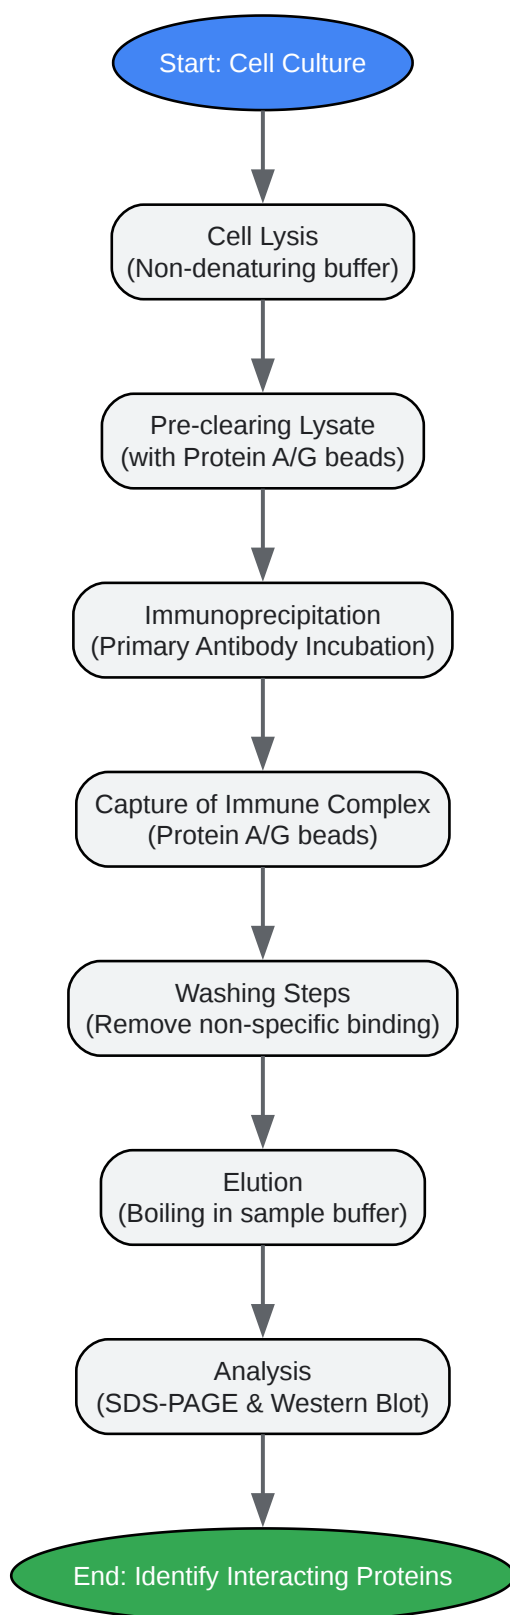 Start: Cell Culture
Cell Lysis
(Non-denaturing buffer)
Pre-clearing Lysate
(with Protein A/G beads)
Immunoprecipitation
(Primary Antibody Incubation)
Capture of Immune Complex
(Protein A/G beads)
Washing Steps
(Remove non-specific binding)
Elution
(Boiling in sample buffer)
Analysis
(SDS-PAGE & Western Blot)
End: Identify Interacting Proteins